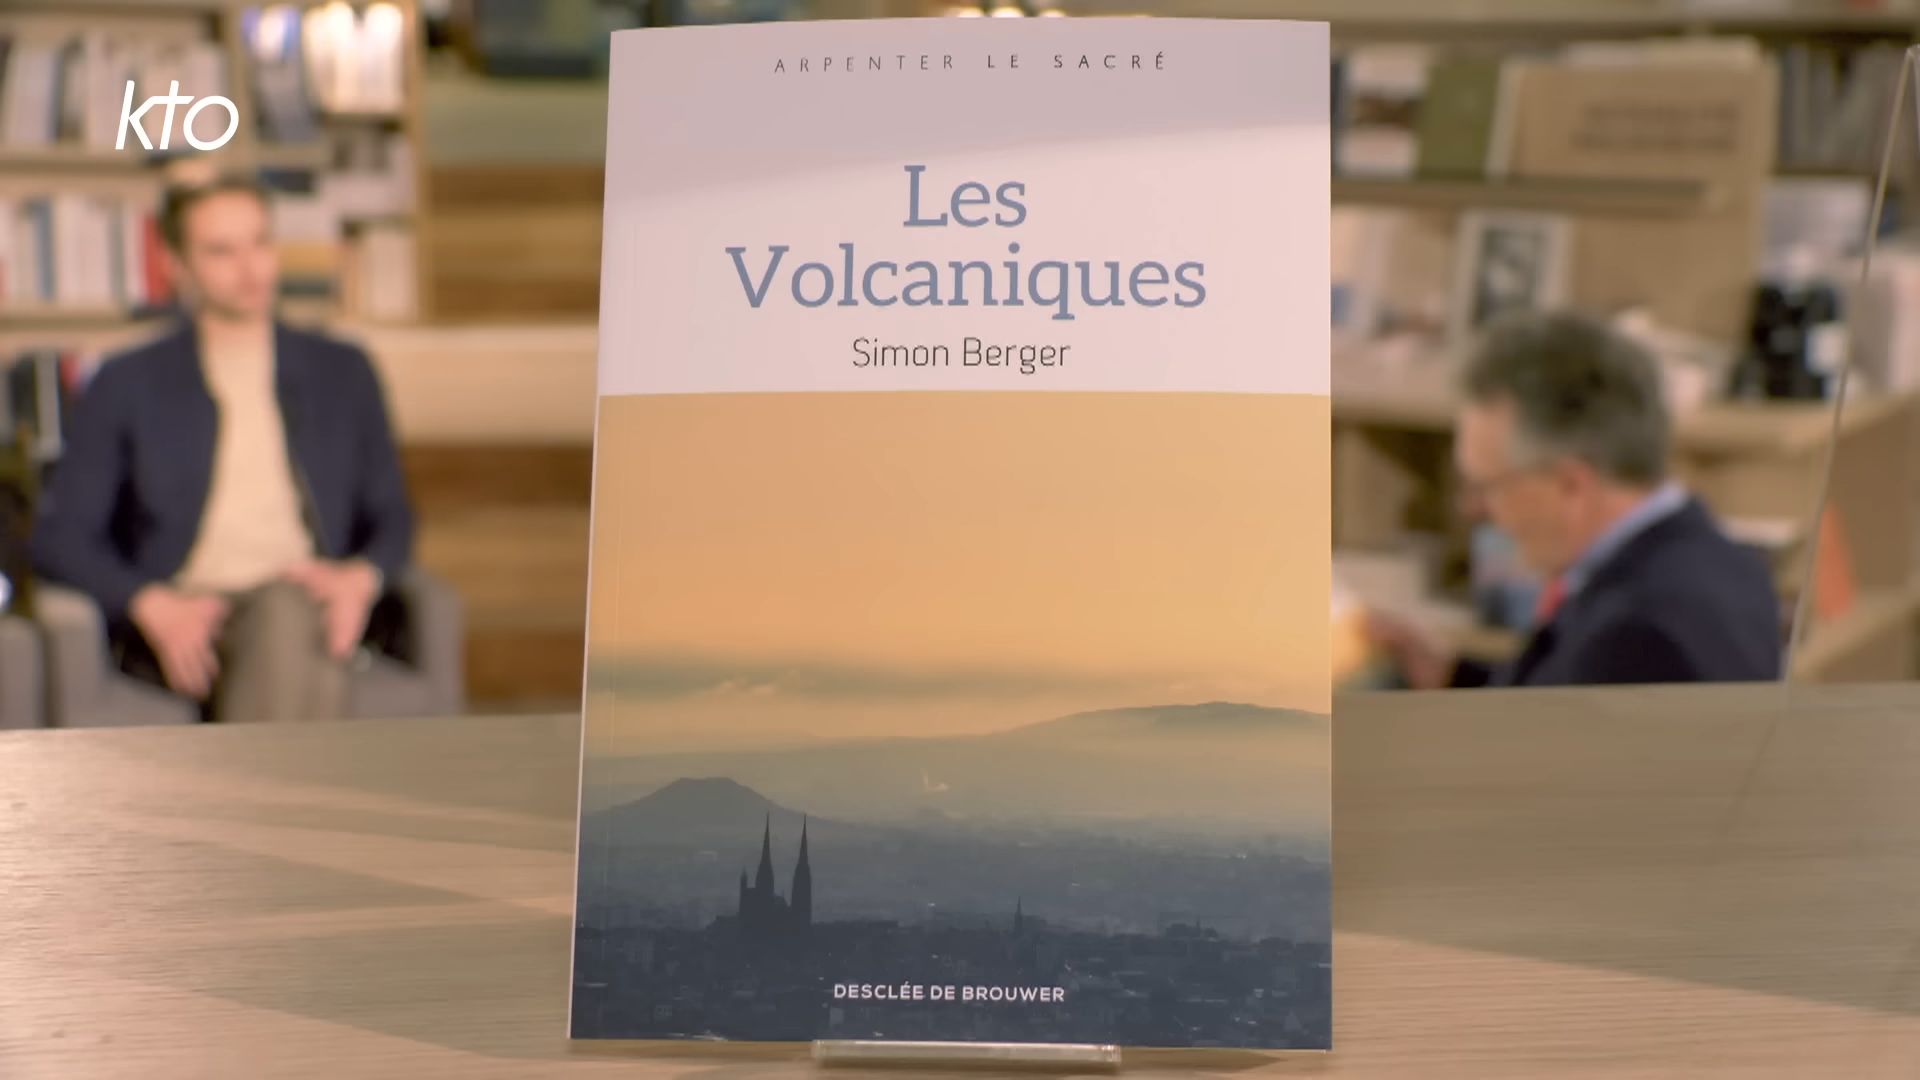 kto
ARPENTER LE SACRÉ
Les
Volcaniques
Simon Berger
DESCLÉE DE BROUWER